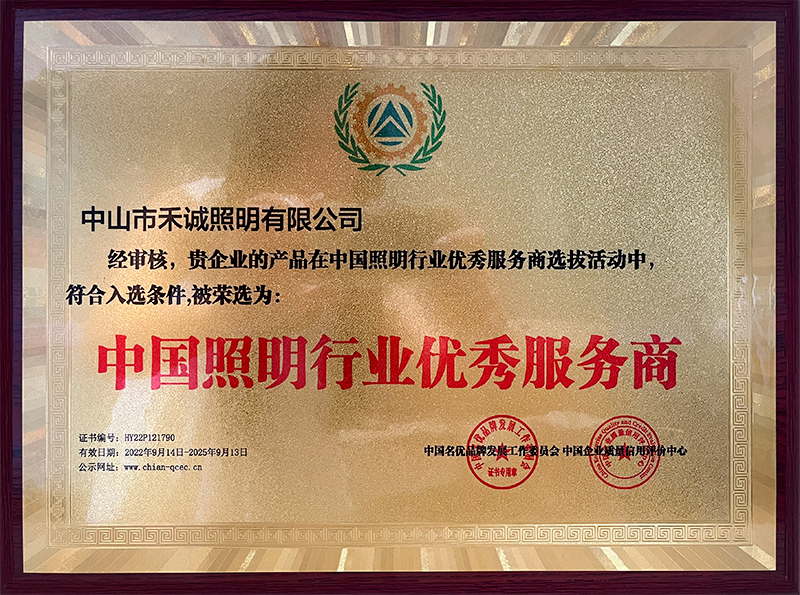 中山市禾诚照明有限公司
经审核，贵企业的产品在中国照明行业优秀服务商选拔活动中，
符合入选条件,被荣选为：
中国照明行业优秀服务商
证书编号：HY22P121790
有效日期：2022年9月14日-2025年9月13日
公示网址：www.chian-qcec.cn
中国名优品牌发展工作委员会 中国企业质量信用评价中心
证书专用章